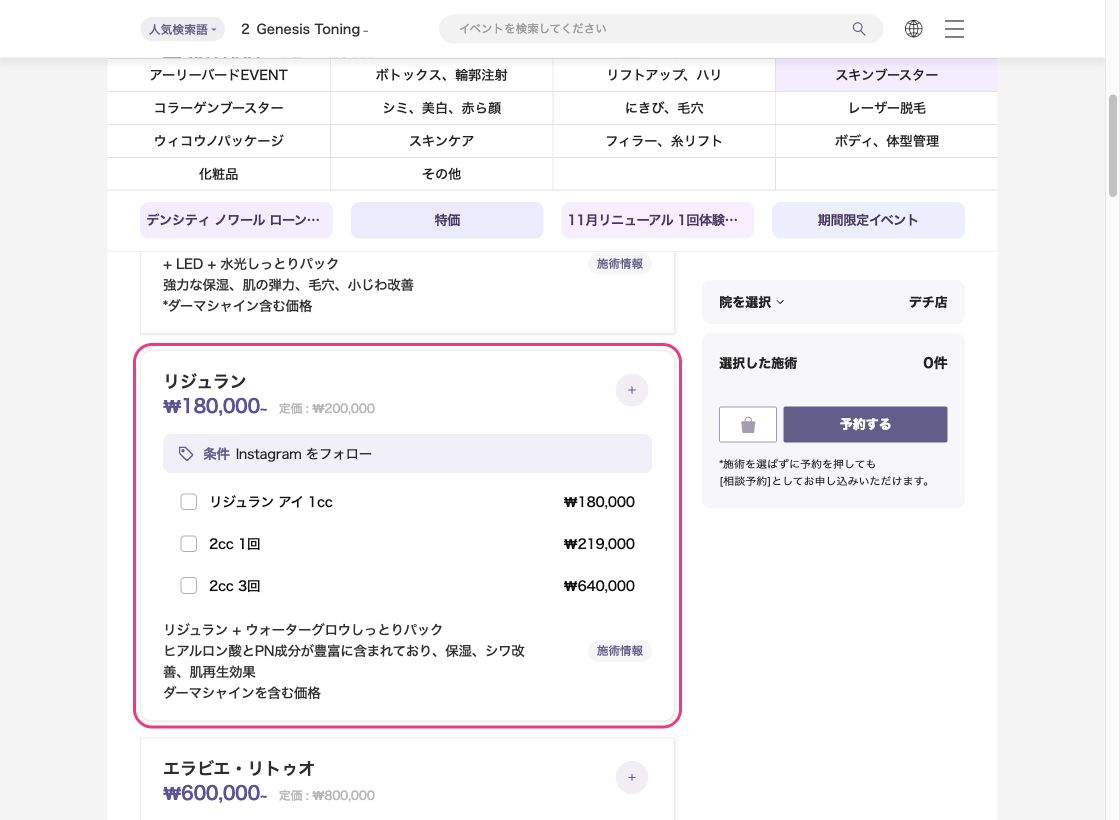 人気検索語
2 Genesis Toning
イベントを検索してください
アーリーバードEVENT
ボトックス、輪郭注射
リフトアップ、ハリ
スキンブースター
コラーゲンブースター
シミ、美白、赤ら顔
にきび、毛穴
レーザー脱毛
ウィコウノパッケージ
スキンケア
フィラー、糸リフト
ボディ、体型管理
化粧品
その他
デンシティ ノワール ローン…
特価
11月リニューアル 1回体験…
期間限定イベント
+ LED + 水光しっとりパック
施術情報
強力な保湿、肌の弾力、毛穴、小じわ改善
*ダーマシャイン含む価格
院を選択
デチ店
選択した施術
0件
予約する
*施術を選ばずに予約を押しても
[相談予約]としてお申し込みいただけます。
リジュラン
+
₩180,000~ 定価 : ₩200,000
条件 Instagram をフォロー
リジュラン アイ 1cc
₩180,000
2cc 1回
₩219,000
2cc 3回
₩640,000
リジュラン + ウォーターグロウしっとりパック
ヒアルロン酸とPN成分が豊富に含まれており、保湿、シワ改
善、肌再生効果
ダーマシャインを含む価格
施術情報
エラビエ・リトゥオ
+
₩600,000~ 定価 : ₩800,000